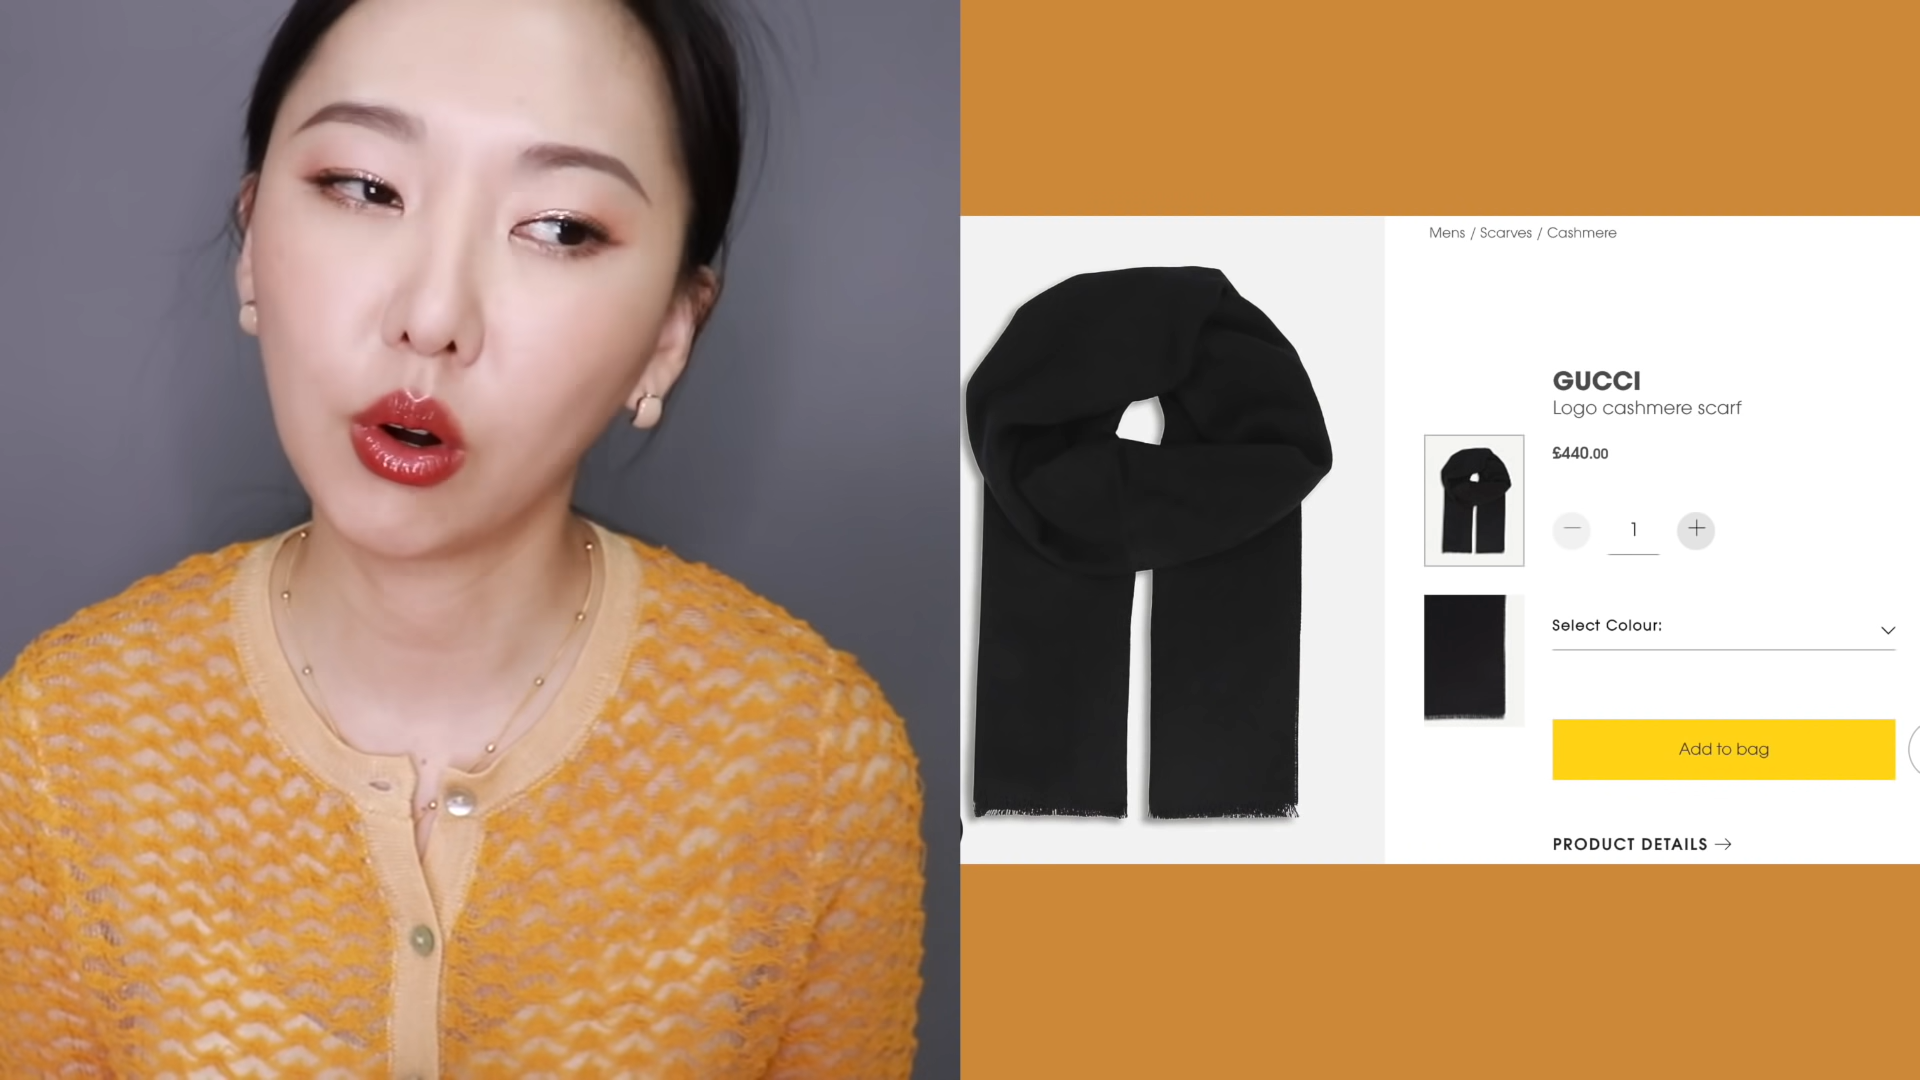 Mens / Scarves / Cashmere
GUCCI
Logo cashmere scarf
£440.00
1
Select Colour:
Add to bag
PRODUCT DETAILS